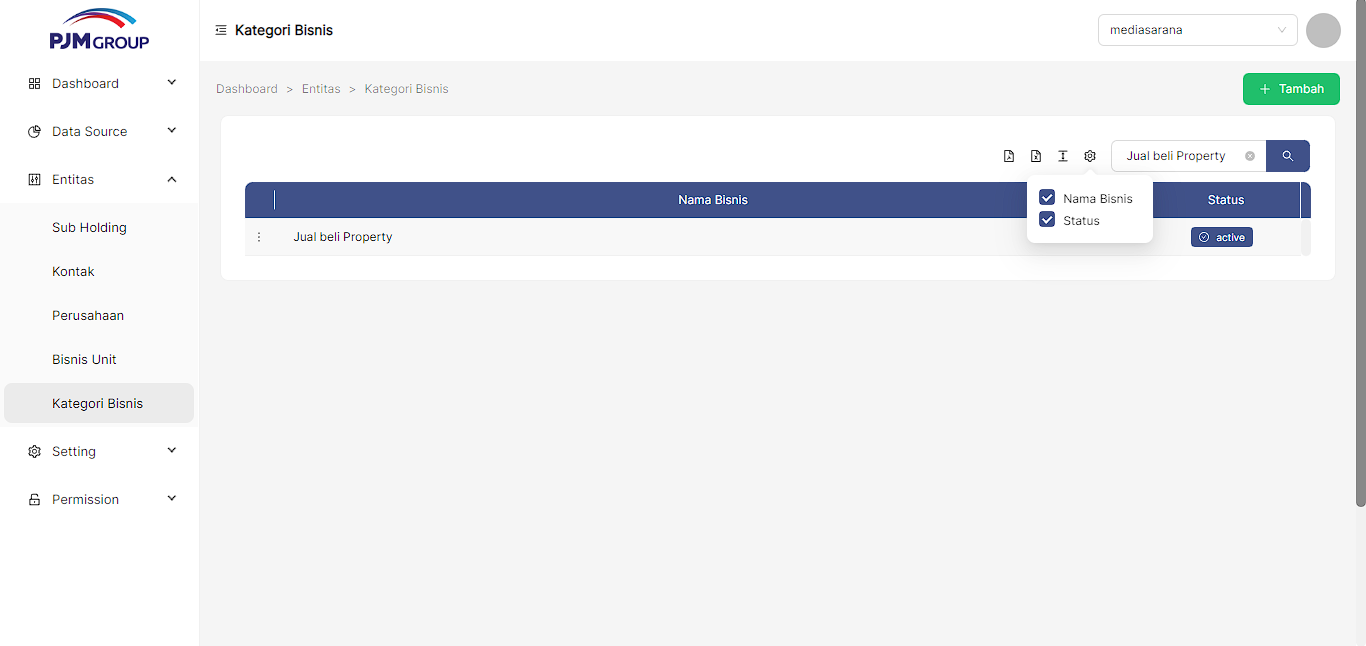 PJM GROUP
Kategori Bisnis
mediasarana
Dashboard
Data Source
Entitas
Sub Holding
Kontak
Perusahaan
Bisnis Unit
Kategori Bisnis
Setting
Permission
Dashboard > Entitas > Kategori Bisnis
+ Tambah
Jual beli Property
Nama Bisnis
Status
Nama Bisnis
Status
Jual beli Property
active